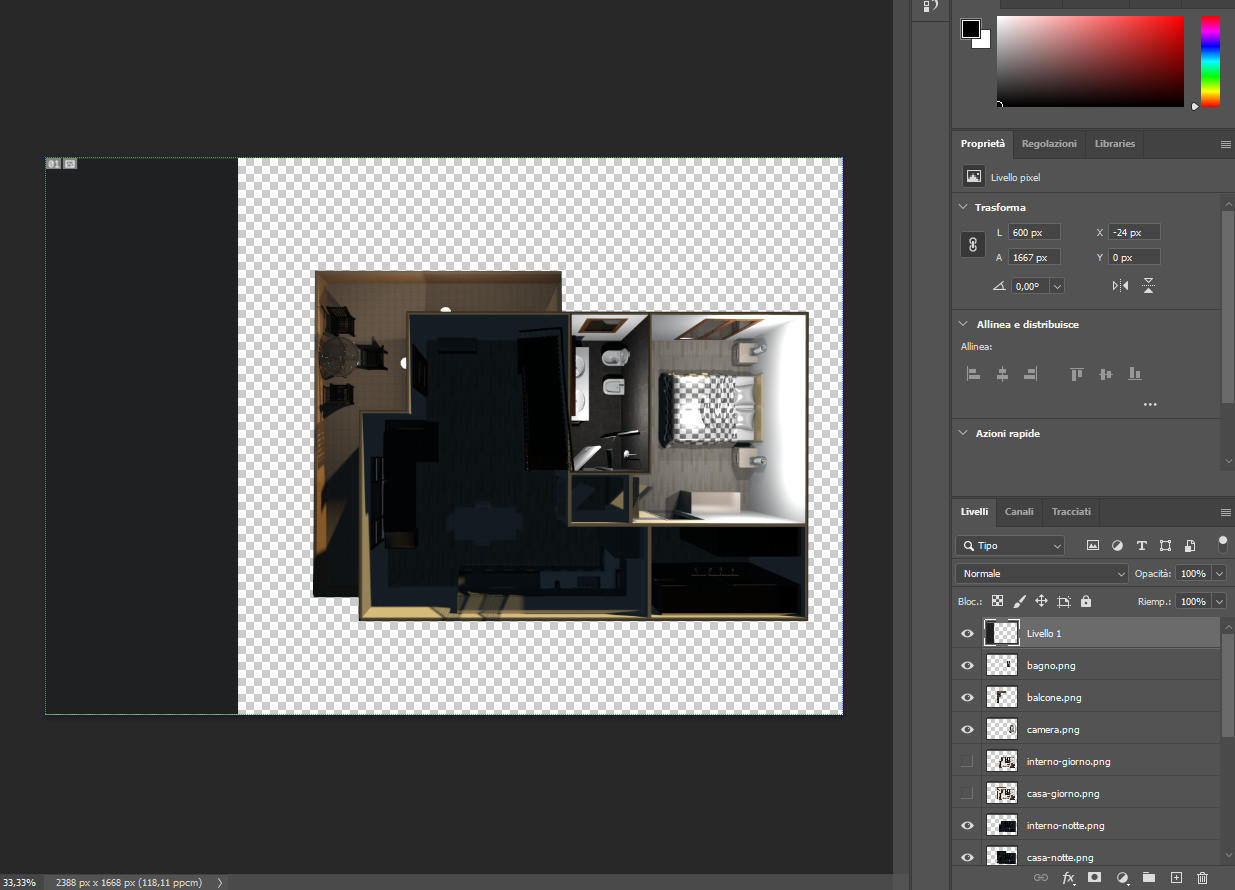 01
Proprietà Regolazioni Libraries
Livello pixel
Trasforma
L 600 px X -24 px
A 1667 px Y 0 px
0,00°
Allinea e distribuisce
Allinea:
Azioni rapide
Livelli Canali Tracciati
Tipo
Normale Opacità: 100%
Bloc.: Riemp.: 100%
Livello 1
bagno.png
balcone.png
camera.png
interno-giorno.png
casa-giorno.png
interno-notte.png
casa-notte.png
fx
33,33% 2388 px x 1668 px (118,11 ppcm)